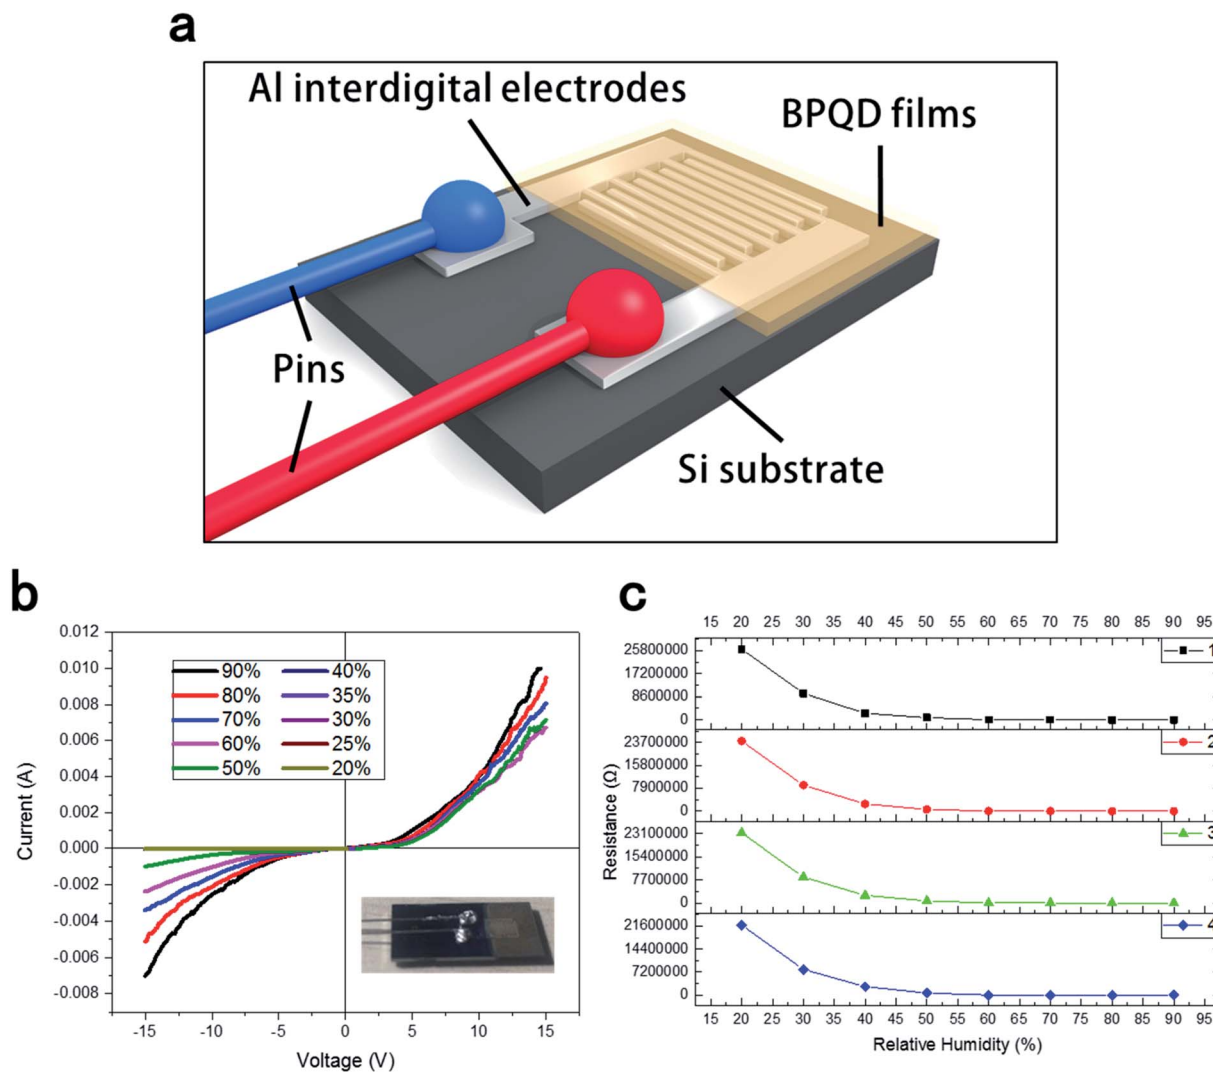 a
Al interdigital electrodes
BPQD films
Pins
Si substrate
b
0.012
0.010
0.008
0.006
0.004
0.002
0.000
-0.002
-0.004
-0.006
-0.008
Current (A)
90% 40%
80% 35%
70% 30%
60% 25%
50% 20%
-15 -10 -5 0 5 10 15
Voltage (V)
c
15 20 25 30 35 40 45 50 55 60 65 70 75 80 85 90 95
Resistance (Ω)
25800000
17200000
8600000
0
1
23700000
15800000
7900000
0
2
23100000
15400000
7700000
0
3
21600000
14400000
7200000
0
4
15 20 25 30 35 40 45 50 55 60 65 70 75 80 85 90 95
Relative Humidity (%)